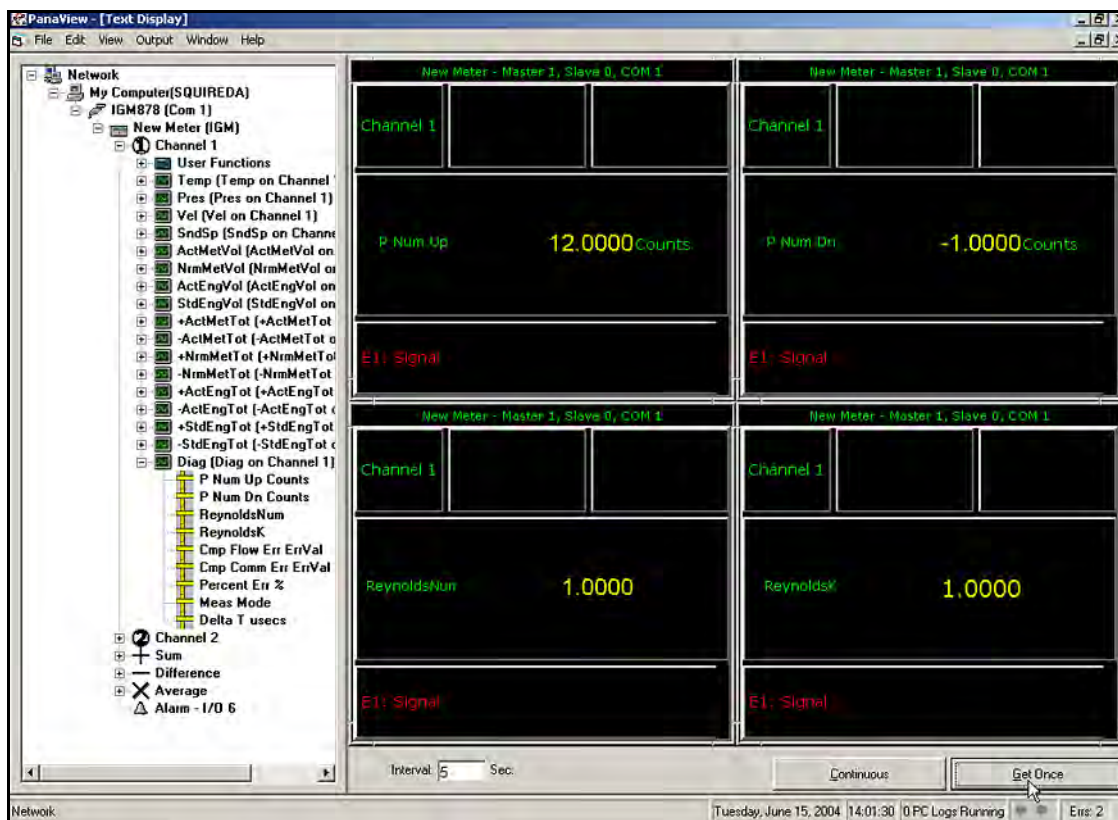 PanaView - [Text Display]
File Edit View Output Window Help
Network
My Computer(SQUIREDA)
IGM878 (Com 1)
New Meter (IGM)
1 Channel 1
User Functions
Temp (Temp on Channel
Pres (Pres on Channel 1)
Vel (Vel on Channel 1)
SndSp (SndSp on Channe
ActMetVol (ActMetVol on
NrmMetVol (NrmMetVol on
ActEngVol (ActEngVol on
StdEngVol (StdEngVol on
+ActMetTot (+ActMetTot
-ActMetTot (-ActMetTot o
+NrmMetTot (+NrmMetTot
-NrmMetTot (-NrmMetTot
+ActEngTot (+ActEngTot
-ActEngTot (-ActEngTot o
+StdEngTot (+StdEngTot
-StdEngTot (-StdEngTot o
Diag (Diag on Channel 1)
P Num Up Counts
P Num Dn Counts
ReynoldsNum
ReynoldsK
Cmp Flow Err ErrVal
Cmp Comm Err ErrVal
Percent Err %
Meas Mode
Delta T usecs
2 Channel 2
Sum
Difference
Average
Alarm - I/O 6
New Meter - Master 1, Slave 0, COM 1
Channel 1
P Num Up 12.0000 Counts
E1: Signal
New Meter - Master 1, Slave 0, COM 1
Channel 1
P Num Dn -1.0000 Counts
E1: Signal
New Meter - Master 1, Slave 0, COM 1
Channel 1
ReynoldsNum 1.0000
E1: Signal
New Meter - Master 1, Slave 0, COM 1
Channel 1
ReynoldsK 1.0000
E1: Signal
Interval: 5 Sec.
Continuous
Get Once
Network
Tuesday, June 15, 2004 14:01:30 0 PC Logs Running Errs: 2